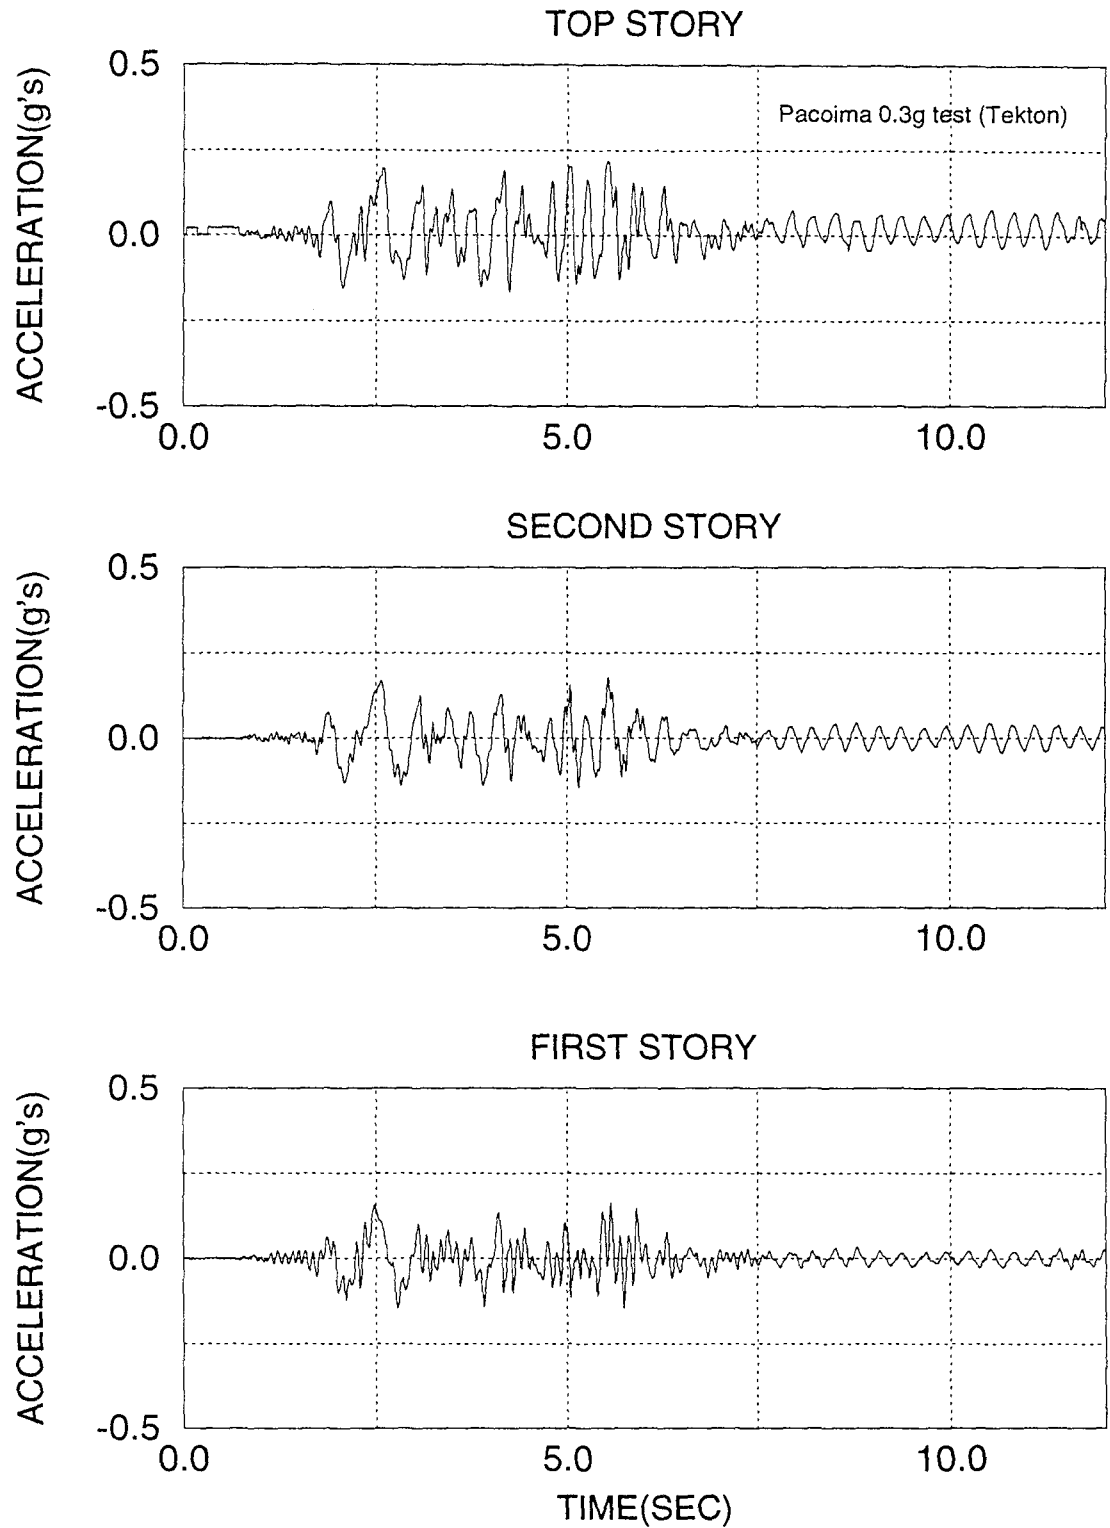 TOP STORY
ACCELERATION(g's)
0.5
0.0
-0.5
Pacoima 0.3g test (Tekton)
0.0 5.0 10.0
SECOND STORY
ACCELERATION(g's)
0.5
0.0
-0.5
0.0 5.0 10.0
FIRST STORY
ACCELERATION(g's)
0.5
0.0
-0.5
0.0 5.0 10.0
TIME(SEC)